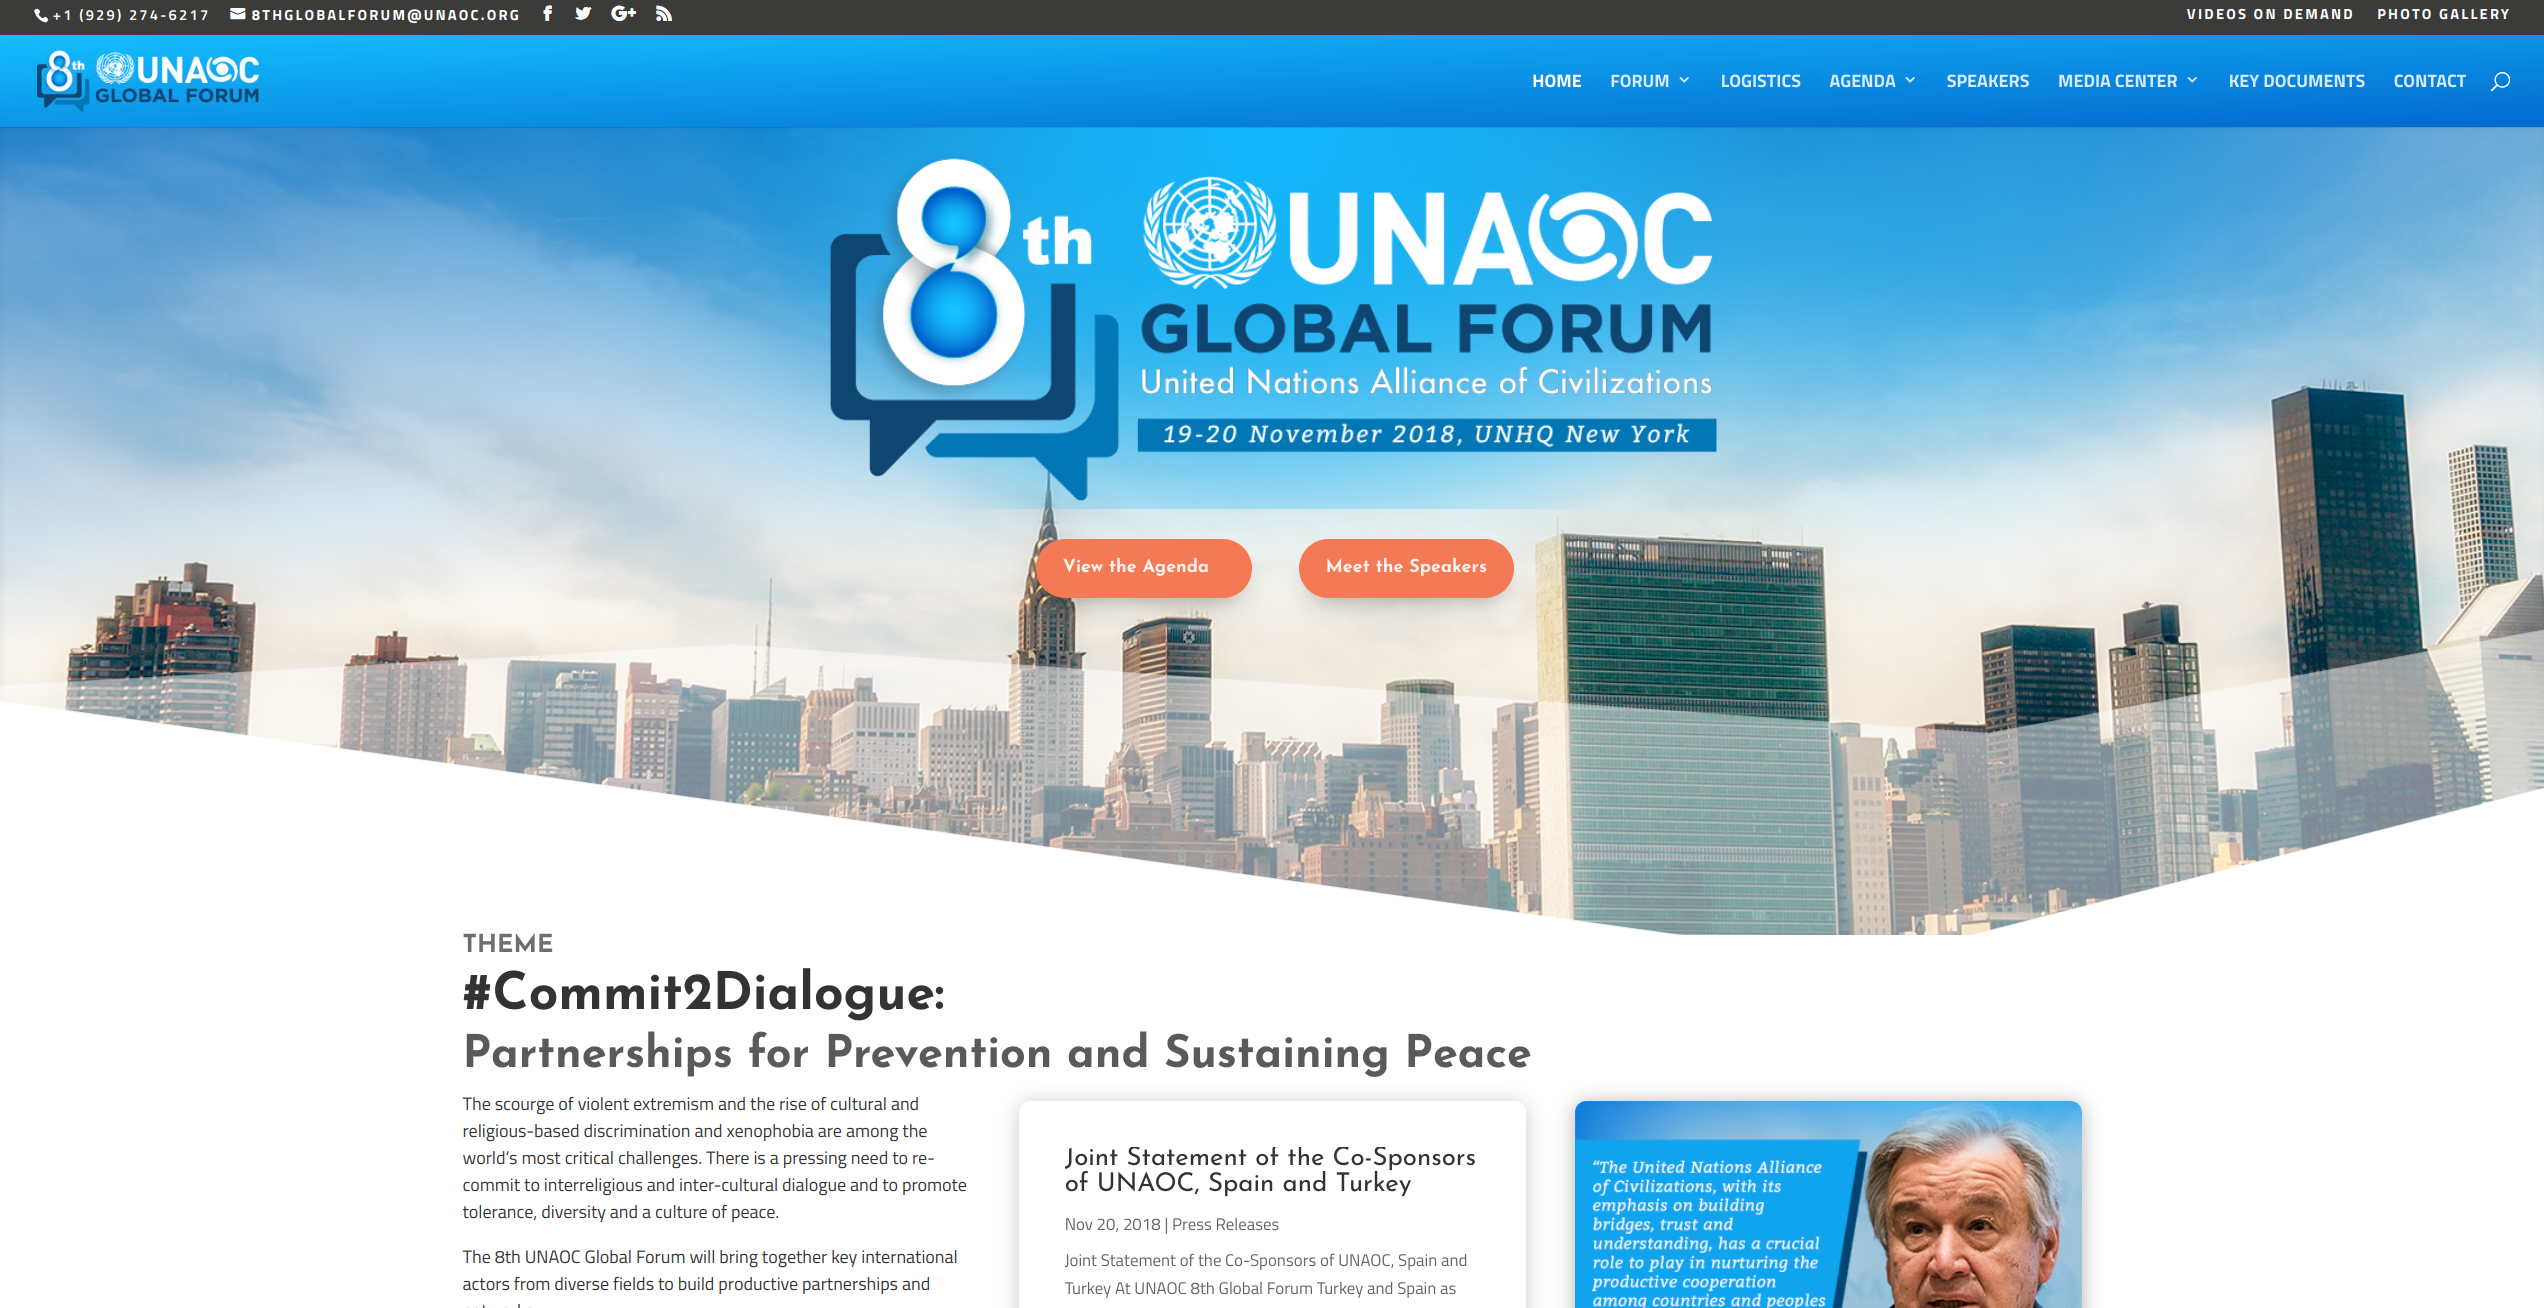 +1 (929) 274-6217
8THGLOBALFORUM@UNAOC.ORG
G+
VIDEOS ON DEMAND
PHOTO GALLERY
8th UNAOC
GLOBAL FORUM
HOME
FORUM
LOGISTICS
AGENDA
SPEAKERS
MEDIA CENTER
KEY DOCUMENTS
CONTACT
8th
UNAOC
GLOBAL FORUM
United Nations Alliance of Civilizations
19-20 November 2018, UNHQ New York
View the Agenda
Meet the Speakers
THEME
#Commit2Dialogue:
Partnerships for Prevention and Sustaining Peace
The scourge of violent extremism and the rise of cultural and
religious-based discrimination and xenophobia are among the
world’s most critical challenges. There is a pressing need to re-
commit to interreligious and inter-cultural dialogue and to promote
tolerance, diversity and a culture of peace.
The 8th UNAOC Global Forum will bring together key international
actors from diverse fields to build productive partnerships and
Joint Statement of the Co-Sponsors
of UNAOC, Spain and Turkey
Nov 20, 2018 | Press Releases
Joint Statement of the Co-Sponsors of UNAOC, Spain and
Turkey At UNAOC 8th Global Forum Turkey and Spain as
“The United Nations Alliance
of Civilizations, with its
emphasis on building
bridges, trust and
understanding, has a crucial
role to play in nurturing the
productive cooperation
among countries and peoples